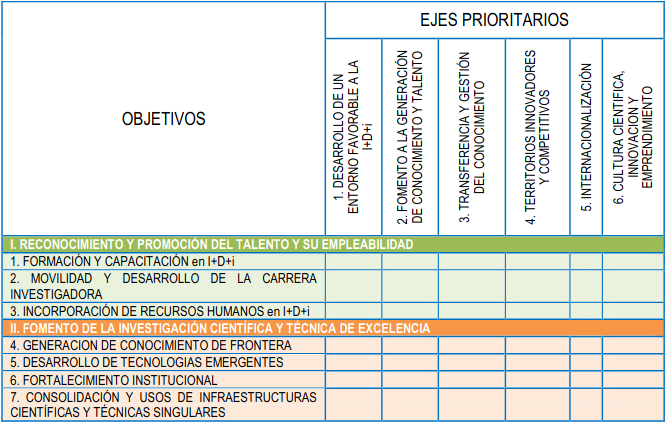 EJES PRIORITARIOS
OBJETIVOS
1. DESARROLLO DE UN
ENTORNO FAVORABLE A LA
I+D+i
2. FOMENTO A LA GENERACIÓN
DE CONOCIMIENTO Y TALENTO
3. TRANSFERENCIA Y GESTIÓN
DEL CONOCIMIENTO
4. TERRITORIOS INNOVADORES
Y COMPETITIVOS
5. INTERNACIONALIZACIÓN
6. CULTURA CIENTÍFICA,
INNOVACION Y
EMPRENDIMIENTO
I. RECONOCIMIENTO Y PROMOCIÓN DEL TALENTO Y SU EMPLEABILIDAD
1. FORMACIÓN Y CAPACITACIÓN en I+D+i
2. MOVILIDAD Y DESARROLLO DE LA CARRERA
INVESTIGADORA
3. INCORPORACIÓN DE RECURSOS HUMANOS en I+D+i
II. FOMENTO DE LA INVESTIGACIÓN CIENTÍFICA Y TÉCNICA DE EXCELENCIA
4. GENERACION DE CONOCIMIENTO DE FRONTERA
5. DESARROLLO DE TECNOLOGIAS EMERGENTES
6. FORTALECIMIENTO INSTITUCIONAL
7. CONSOLIDACIÓN Y USOS DE INFRAESTRUCTURAS
CIENTÍFICAS Y TÉCNICAS SINGULARES